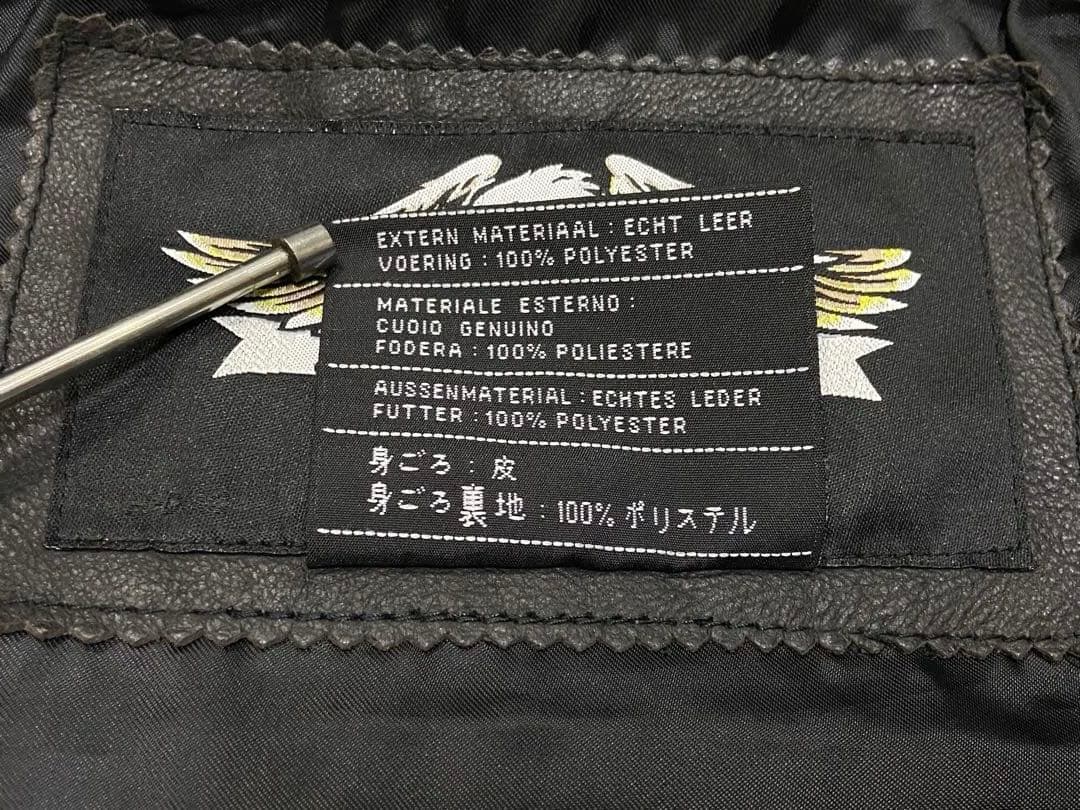 EXTERN MATERIAAL : ECHT LEER
VOERING : 100% POLYESTER
MATERIALE ESTERNO :
CUOIO GENUINO
FODERA : 100% POLIESTERE
AUSSENMATERIAL : ECHTES LEDER
FUTTER : 100% POLYESTER
身ごろ : 皮
身ごろ裏地 : 100% ポリステル